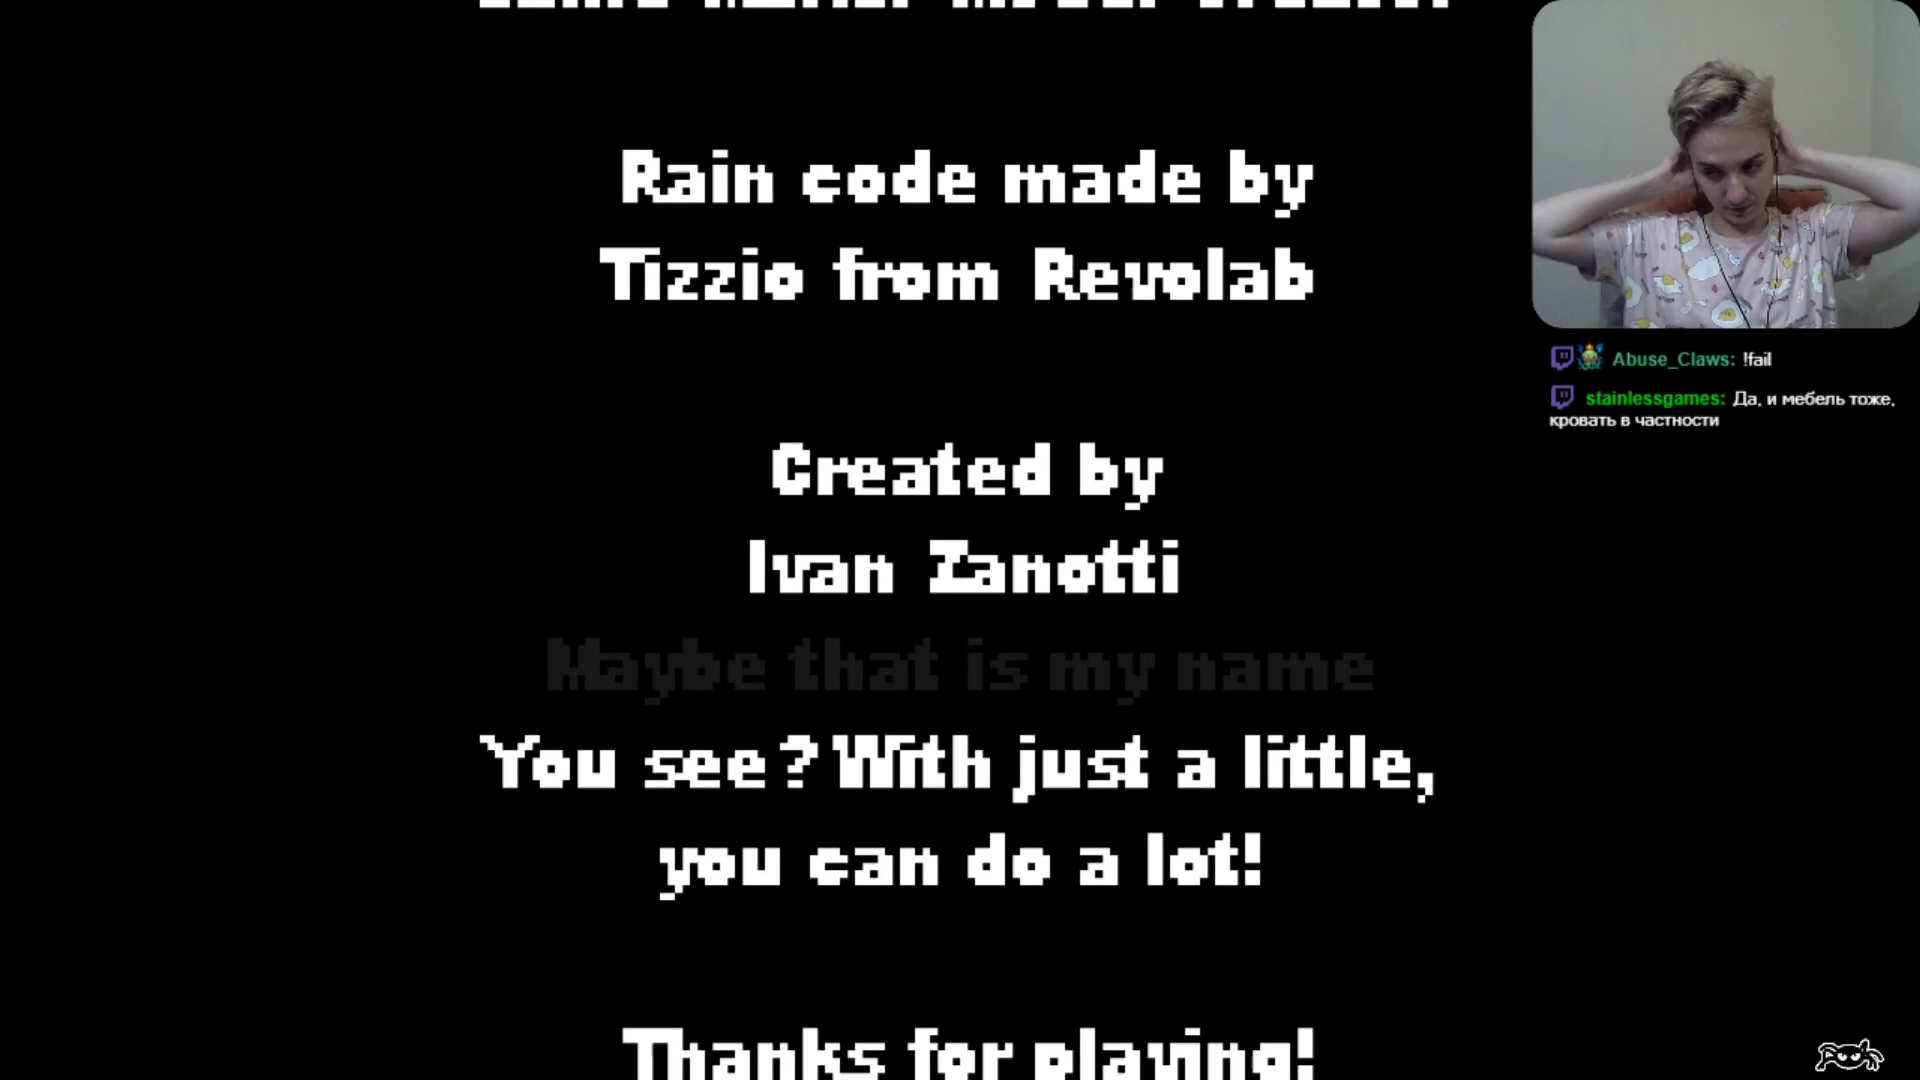 Rain code made by
Tizzio from Revolab
Created by
Ivan Zanotti
Maybe that is my name
You see? With just a little,
you can do a lot!
Thanks for playing!
Abuse_Claws: !fail
stainlessgames: Да, и мебель тоже,
кровать в частности